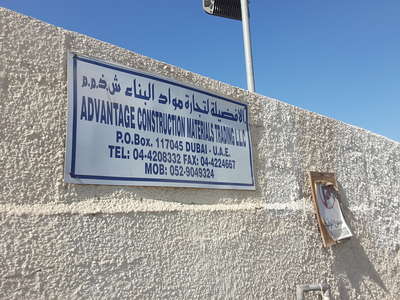 الافضلية لتجارة مواد البناء ش.ذ.م.م
ADVANTAGE CONSTRUCTION MATERIALS TRADING L.L.C
P.O.Box. 117045 DUBAI - U.A.E.
TEL: 04-4208332 FAX: 04-4224667
MOB: 052-9049324